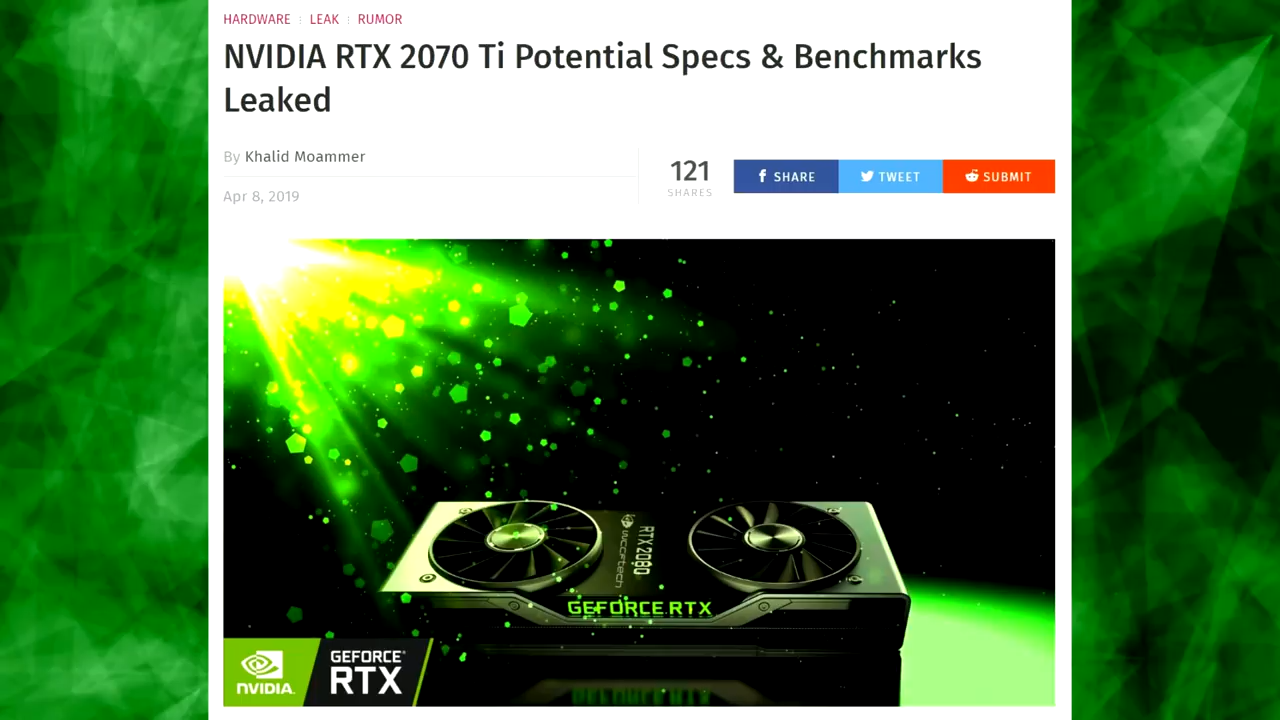 HARDWARE LEAK RUMOR
NVIDIA RTX 2070 Ti Potential Specs & Benchmarks
Leaked
By Khalid Moammer
Apr 8, 2019
121
SHARES
SHARE
TWEET
SUBMIT
RTX 2080
wccftech
GEFORCE RTX
NVIDIA.
GEFORCE®
RTX